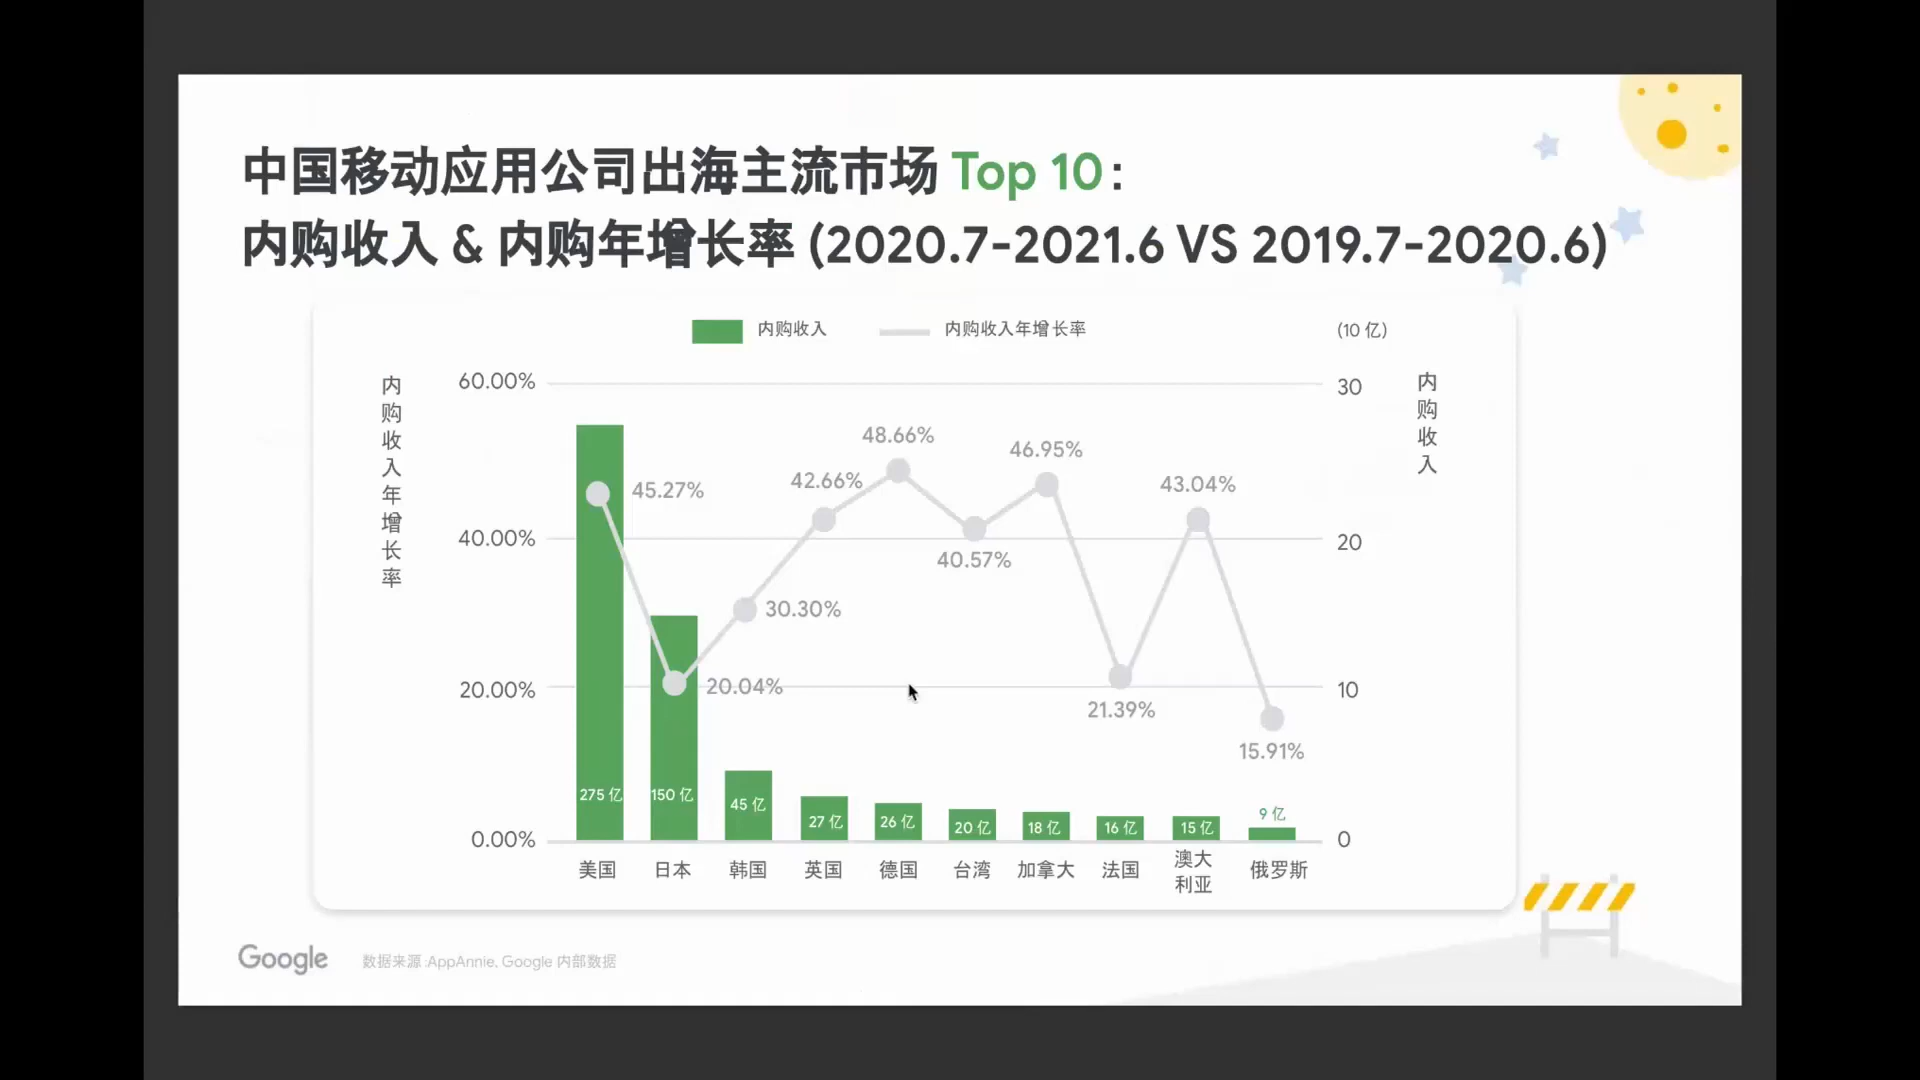 中国移动应用公司出海主流市场 Top 10:
内购收入 & 内购年增长率 (2020.7-2021.6 VS 2019.7-2020.6)
内购收入
内购收入年增长率
(10 亿)
内购收入年增长率
内购收入
60.00%
40.00%
20.00%
0.00%
30
20
10
0
45.27%
20.04%
30.30%
42.66%
48.66%
40.57%
46.95%
21.39%
43.04%
15.91%
275 亿
150 亿
45 亿
27 亿
26 亿
20 亿
18 亿
16 亿
15 亿
9 亿
美国
日本
韩国
英国
德国
台湾
加拿大
法国
澳大
利亚
俄罗斯
Google
数据来源:AppAnnie, Google 内部数据